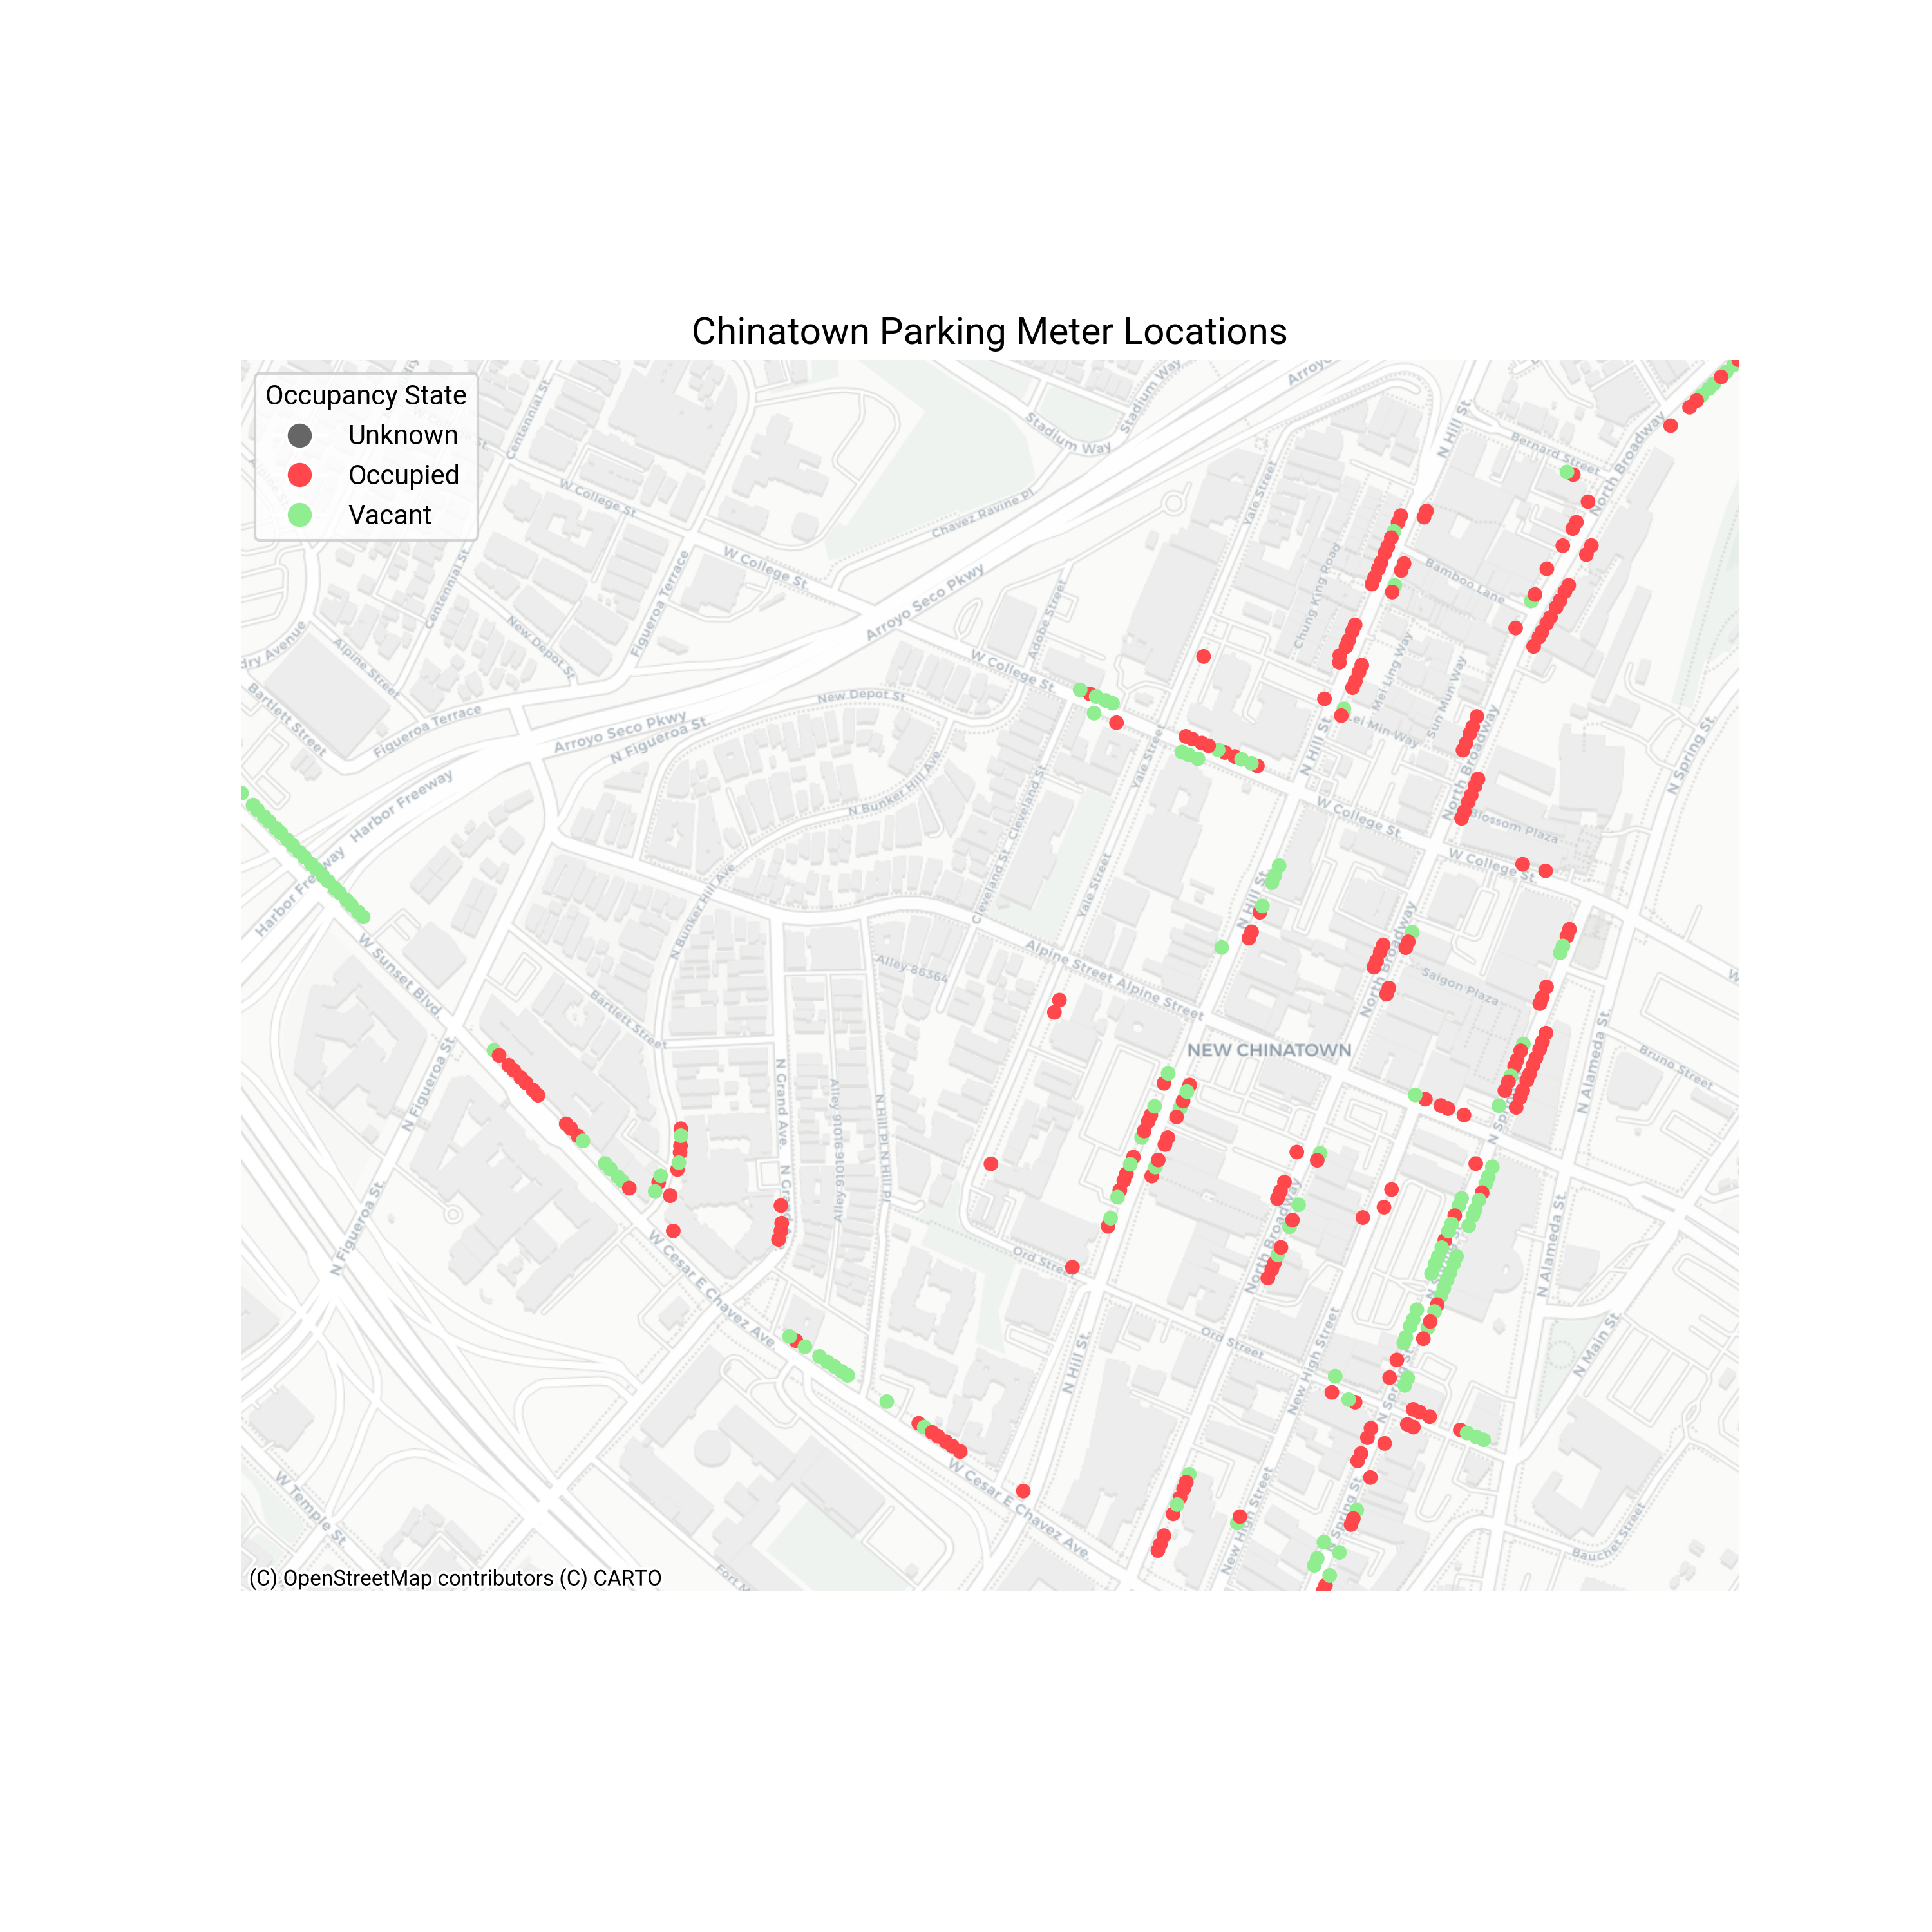 Chinatown Parking Meter Locations
Occupancy State
Unknown
Occupied
Vacant
Arroyo
Stadium Way
Stadium Way
Centennial St.
N Hill St.
Bernard Street
North Broadway
Yale Street
W College St.
Chavez Ravine Pl.
W College St.
Arroyo Seco Pkwy
Centennial St.
Figueroa Terrace
New Depot St.
Chung King Road
Bamboo Lane
Adobe Street
dry Avenue
Alpine Street
W College St.
Mei Ling Way
Sun Mun Way
Lei Min Way
Bartlett Street
Figueroa Terrace
New Depot St.
Arroyo Seco Pkwy
N Figueroa St.
N Hill St.
North Broadway
N Spring St.
Yale Street
Harbor Freeway
N Bunker Hill Ave.
Cleveland St. Cleveland St.
W College St.
Blossom Plaza
W College St.
Harbor Freeway
N Bunker Hill Ave.
Yale Street
N Hill St.
North Broadway
W Sunset Blvd.
Alley 86364
Alpine Street Alpine Street
Saigon Plaza
Bartlett Street
NEW CHINATOWN
N Alameda St.
Bruno Street
N Figueroa St.
N Grand Ave.
Alley 91016
N Hill Pl.
N Figueroa St.
W Cesar E Chavez Ave.
Ord Street
North Broadway
N Alameda St.
Ord Street
New High Street
N Hill St.
N Main St.
W Temple St.
W Cesar E Chavez Ave.
New High Street
N Spring St.
Bauchet Street
(C) OpenStreetMap contributors (C) CARTO